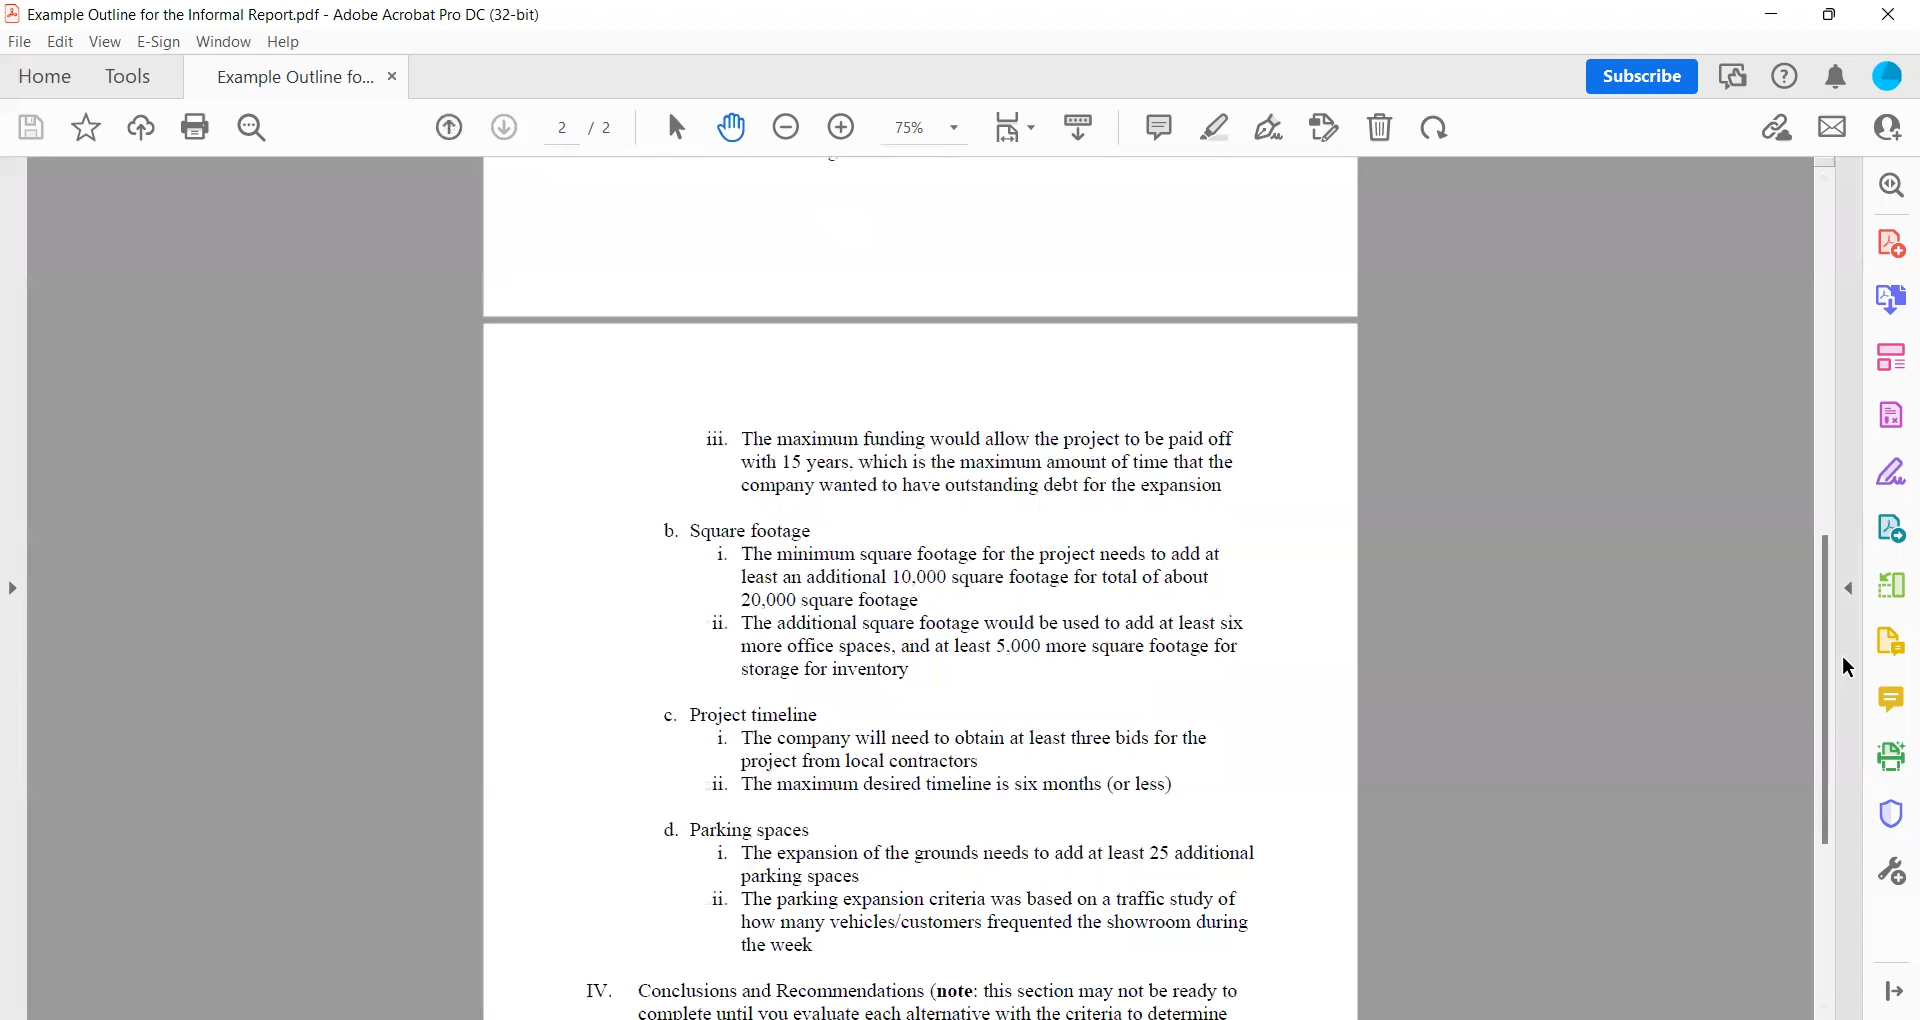 Example Outline for the Informal Report.pdf - Adobe Acrobat Pro DC (32-bit)
File Edit View E-Sign Window Help
Home Tools Example Outline fo... ×
Subscribe
2 / 2
75%
iii. The maximum funding would allow the project to be paid off
with 15 years, which is the maximum amount of time that the
company wanted to have outstanding debt for the expansion
b. Square footage
i. The minimum square footage for the project needs to add at
least an additional 10,000 square footage for total of about
20,000 square footage
ii. The additional square footage would be used to add at least six
more office spaces, and at least 5,000 more square footage for
storage for inventory
c. Project timeline
i. The company will need to obtain at least three bids for the
project from local contractors
ii. The maximum desired timeline is six months (or less)
d. Parking spaces
i. The expansion of the grounds needs to add at least 25 additional
parking spaces
ii. The parking expansion criteria was based on a traffic study of
how many vehicles/customers frequented the showroom during
the week
IV. Conclusions and Recommendations (note: this section may not be ready to
complete until you evaluate each alternative with the criteria to determine